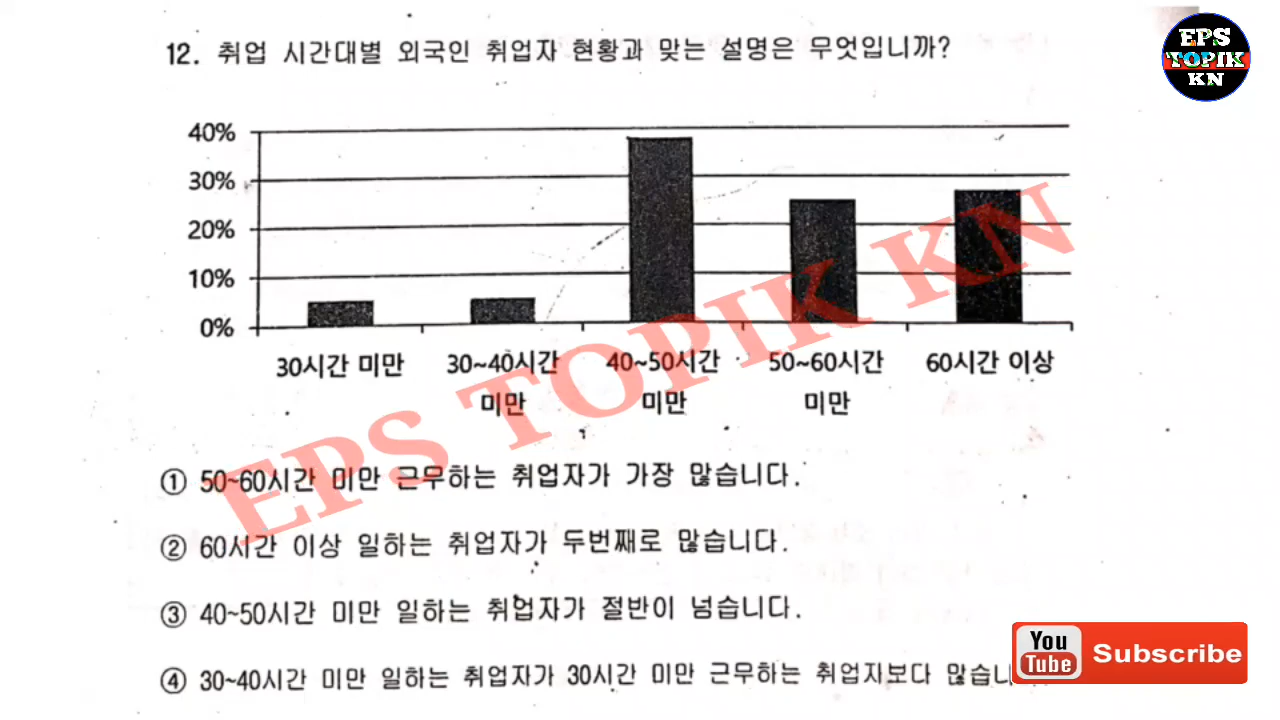 12. 취업 시간대별 외국인 취업자 현황과 맞는 설명은 무엇입니까?
EPS
TOPIK
KN
40%
30%
20%
10%
0%
30시간 미만
30~40시간
미만
40~50시간
미만
50~60시간
미만
60시간 이상
EPS TOPIK KN
① 50~60시간 미만 근무하는 취업자가 가장 많습니다.
② 60시간 이상 일하는 취업자가 두번째로 많습니다.
③ 40~50시간 미만 일하는 취업자가 절반이 넘습니다.
④ 30~40시간 미만 일하는 취업자가 30시간 미만 근무하는 취업자보다
You
Tube
Subscribe